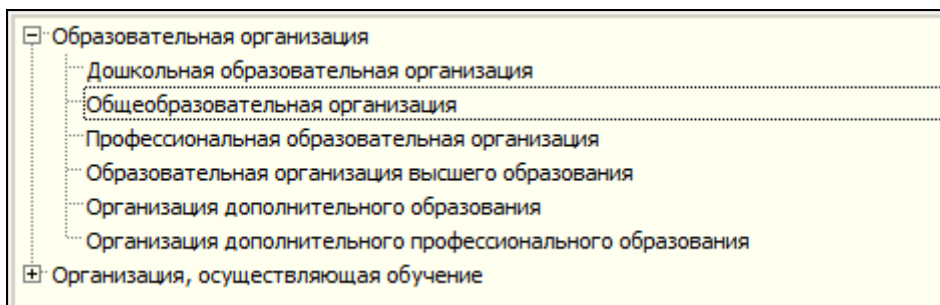 Образовательная организация
Дошкольная образовательная организация
Общеобразовательная организация
Профессиональная образовательная организация
Образовательная организация высшего образования
Организация дополнительного образования
Организация дополнительного профессионального образования
Организация, осуществляющая обучение